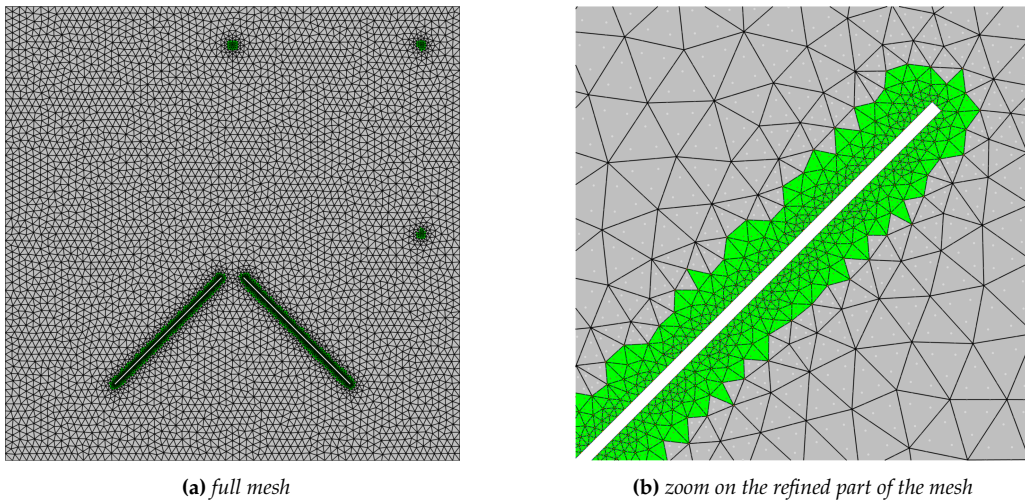 (a) full mesh
(b) zoom on the refined part of the mesh